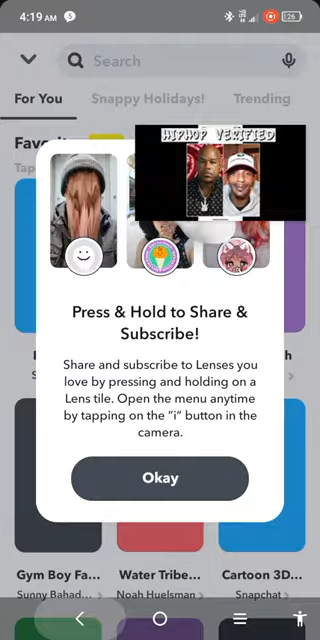 4:19 AM
26
Search
For You
Snappy Holidays!
Trending
HIPHOP VERIFIED
Press & Hold to Share &
Subscribe!
Share and subscribe to Lenses you
love by pressing and holding on a
Lens tile. Open the menu anytime
by tapping on the "i" button in the
camera.
Okay
Gym Boy Fa...
Water Tribe...
Cartoon 3D...
Sunny Bahad...
Noah Huelsman
Snapchat